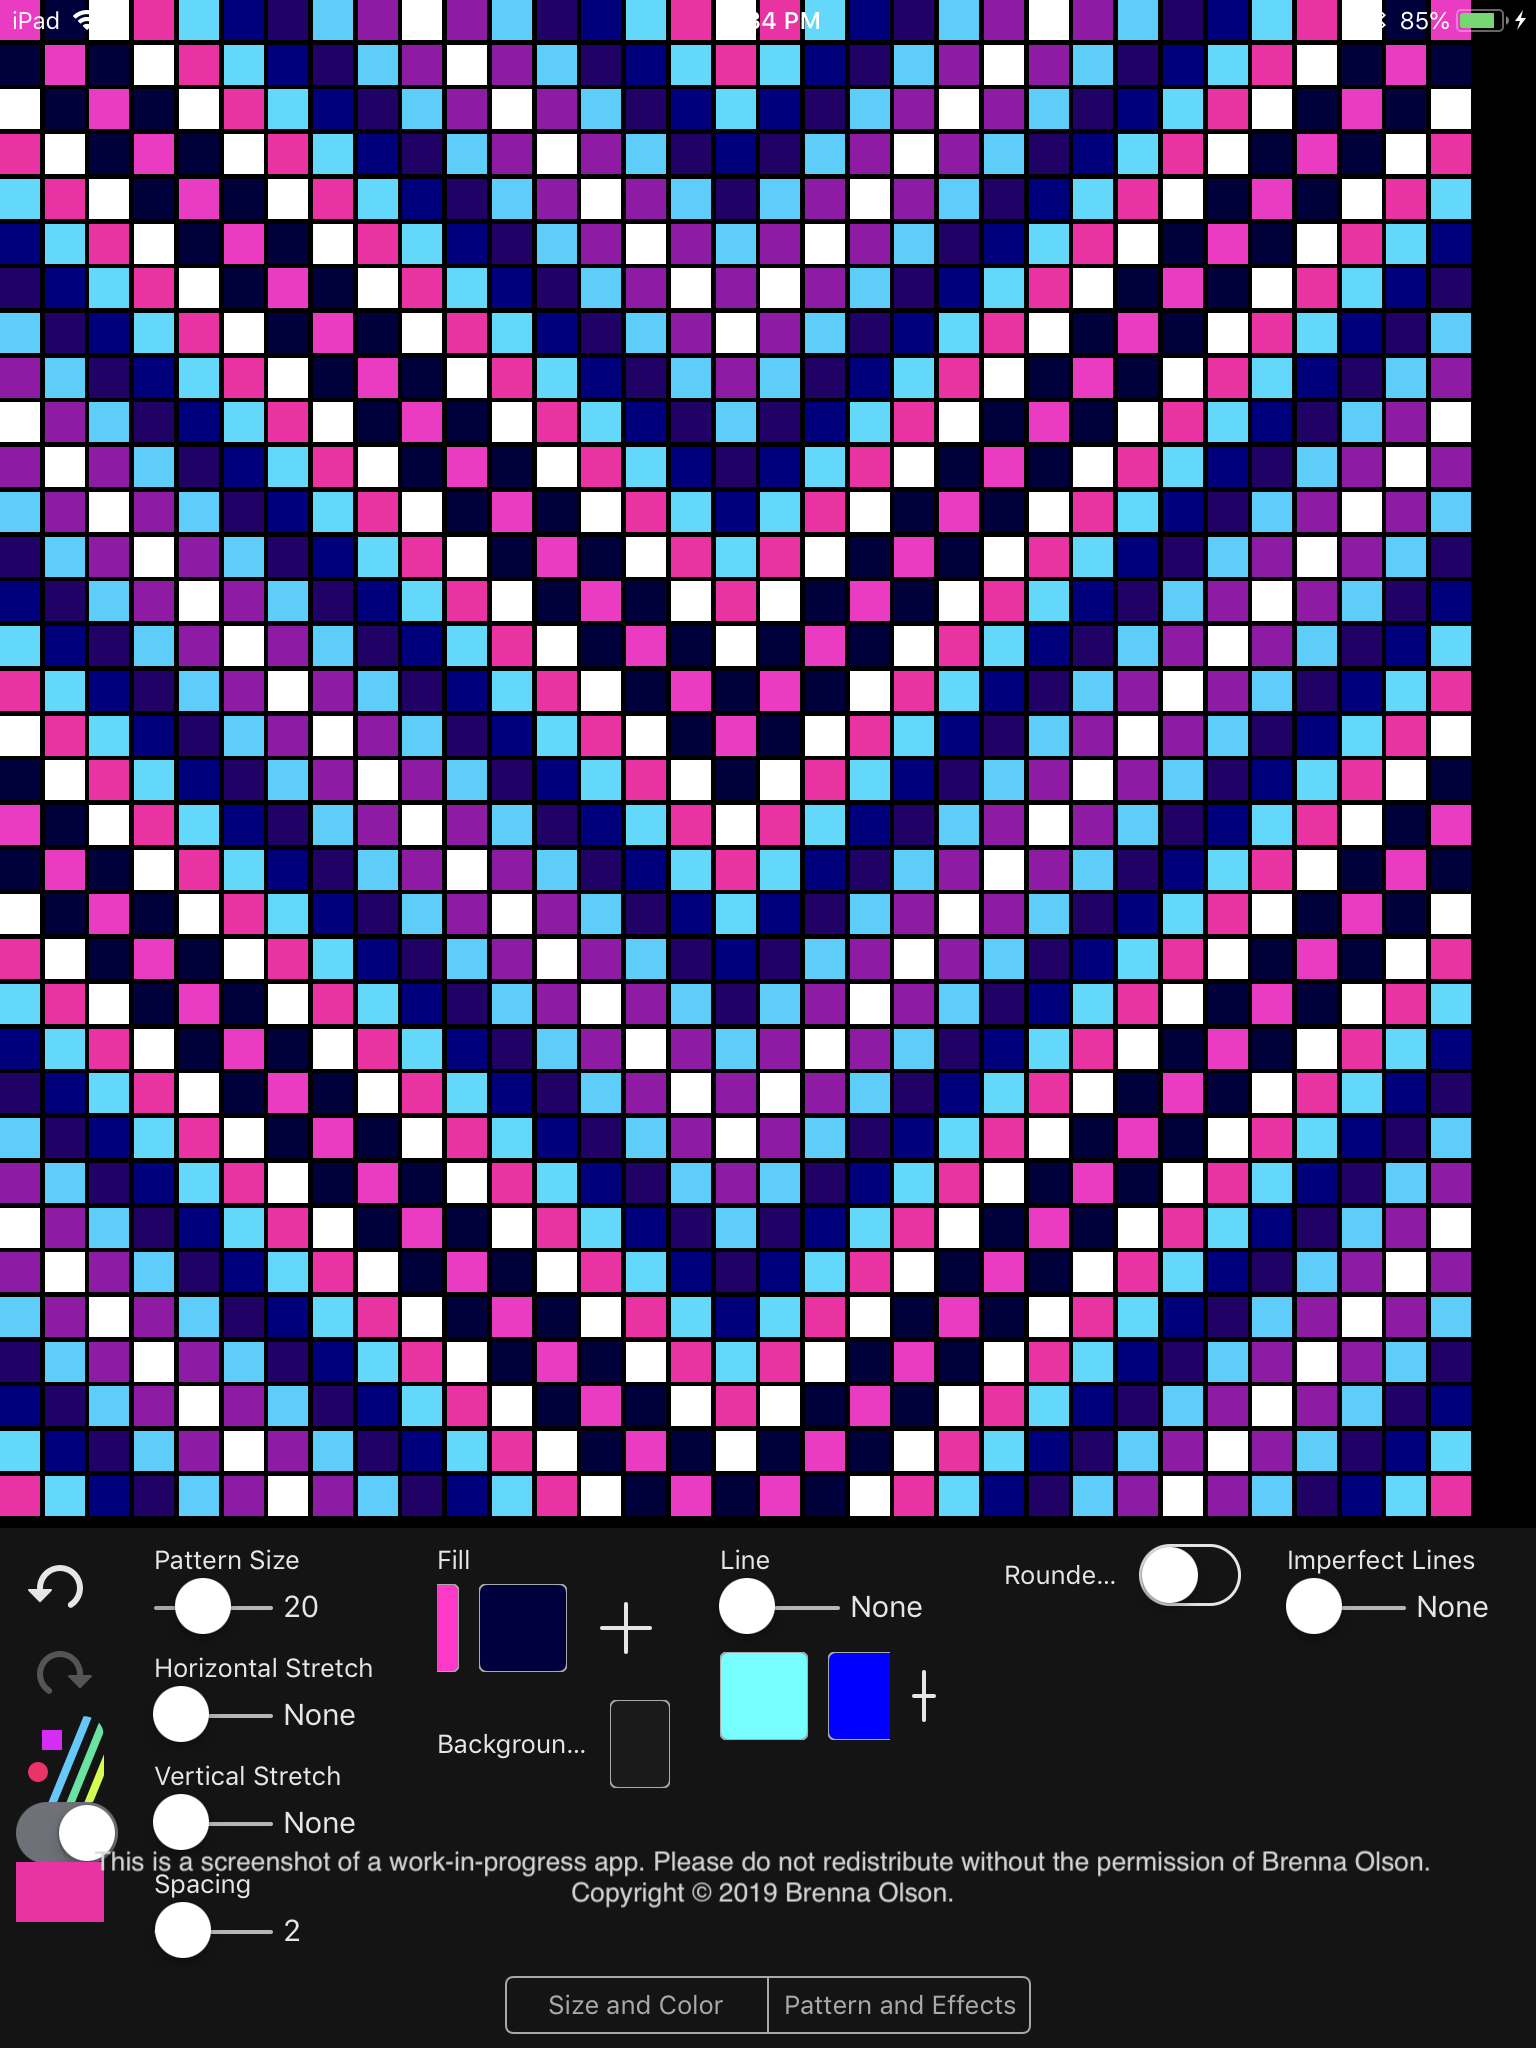 iPad 34 PM 85%
Pattern Size
20
Fill
Line
None
Rounde...
Imperfect Lines
None
Horizontal Stretch
None
Backgroun...
Vertical Stretch
None
This is a screenshot of a work-in-progress app. Please do not redistribute without the permission of Brenna Olson.
Copyright © 2019 Brenna Olson.
Spacing
2
Size and Color
Pattern and Effects